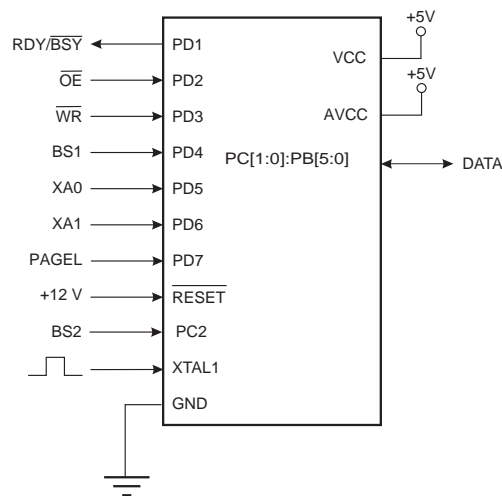 RDY/BSY
OE
WR
BS1
XA0
XA1
PAGEL
+12 V
BS2
PD1
PD2
PD3
PD4
PD5
PD6
PD7
RESET
PC2
XTAL1
GND
+5V
VCC
+5V
AVCC
PC[1:0]:PB[5:0]
DATA